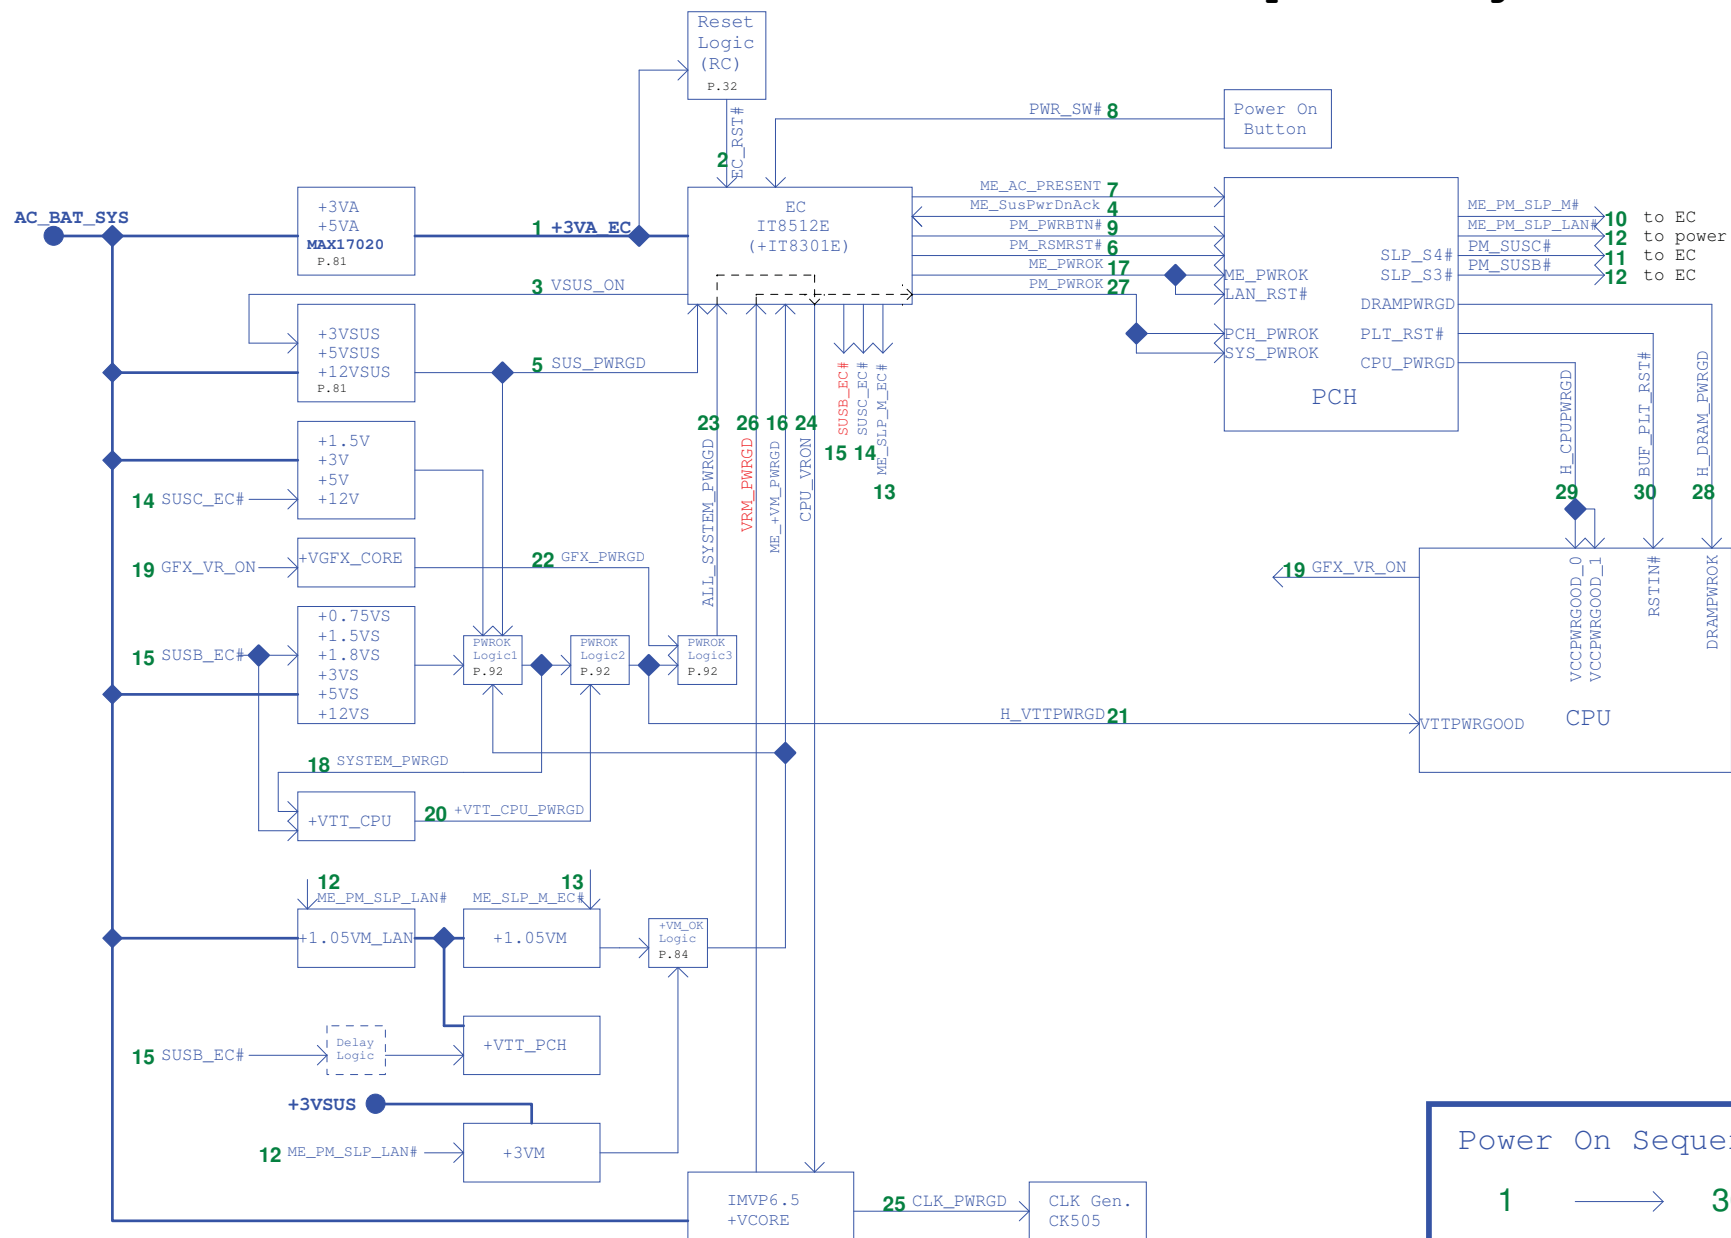 Reset
Logic
(RC)
P.32
EC_RST#
2
PWR_SW# 8
Power On
Button
AC_BAT_SYS
+3VA
+5VA
MAX17020
P.81
1 +3VA_EC
EC
IT8512E
(+IT8301E)
ME_AC_PRESENT 7
ME_SusPwrDnAck 4
PM_PWRBTN# 9
PM_RSMRST# 6
ME_PWROK 17
PM_PWROK 27
ME_PWROK
LAN_RST#
PCH_PWROK
SYS_PWROK
SLP_S4#
SLP_S3#
DRAMPWRGD
PLT_RST#
CPU_PWRGD
PCH
ME_PM_SLP_M# 10 to EC
ME_PM_SLP_LAN# 12 to power
PM_SUSC# 11 to EC
PM_SUSB# 12 to EC
3 VSUS_ON
+3VSUS
+5VSUS
+12VSUS
P.81
5 SUS_PWRGD
+1.5V
+3V
+5V
+12V
14 SUSC_EC#
23 ALL_SYSTEM_PWRGD
26 VRM_PWRGD
16 ME_+VM_PWRGD
24 CPU_VRON
SUSB_EC# 15
SUSC_EC# 14
ME_SLP_M_EC# 13
H_CPUPWRGD 29
BUF_PLT_RST# 30
H_DRAM_PWRGD 28
+VGFX_CORE
19 GFX_VR_ON
22 GFX_PWRGD
19 GFX_VR_ON
VCCPWRGOOD_0
VCCPWRGOOD_1
RSTIN#
DRAMPWROK
VTTPWRGOOD
CPU
+0.75VS
+1.5VS
+1.8VS
+3VS
+5VS
+12VS
15 SUSB_EC#
PWROK
Logic1
P.92
PWROK
Logic2
P.92
PWROK
Logic3
P.92
H_VTTPWRGD 21
18 SYSTEM_PWRGD
+VTT_CPU
20 +VTT_CPU_PWRGD
12
ME_PM_SLP_LAN#
13
ME_SLP_M_EC#
+1.05VM_LAN
+1.05VM
+VM_OK
Logic
P.84
15 SUSB_EC#
Delay
Logic
+VTT_PCH
+3VSUS
12 ME_PM_SLP_LAN#
+3VM
IMVP6.5
+VCORE
25 CLK_PWRGD
CLK Gen.
CK505
Power On
1 3